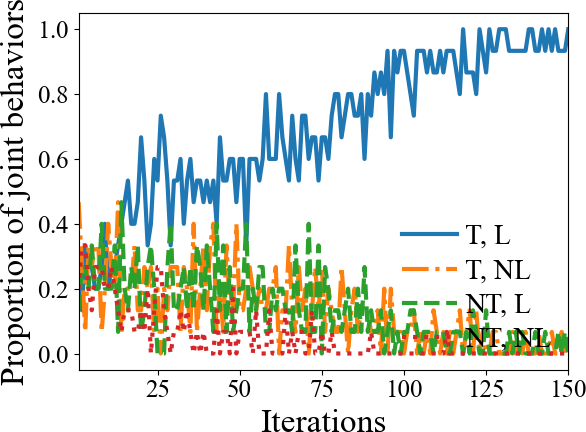 Proportion of joint behaviors
1.0
0.8
0.6
0.4
0.2
0.0
T, L
T, NL
NT, L
NT, NL
25 50 75 100 125 150
Iterations